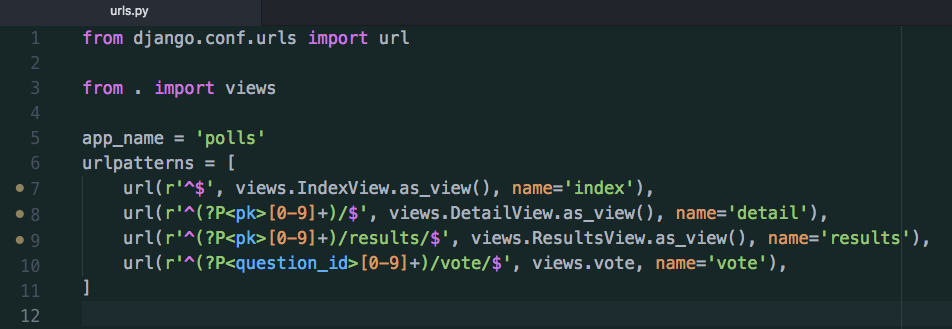 urls.py
1 from django.conf.urls import url
2
3 from . import views
4
5 app_name = 'polls'
6 urlpatterns = [
7     url(r'^$', views.IndexView.as_view(), name='index'),
8     url(r'^(?P<pk>[0-9]+)/$', views.DetailView.as_view(), name='detail'),
9     url(r'^(?P<pk>[0-9]+)/results/$', views.ResultsView.as_view(), name='results'),
10     url(r'^(?P<question_id>[0-9]+)/vote/$', views.vote, name='vote'),
11 ]
12